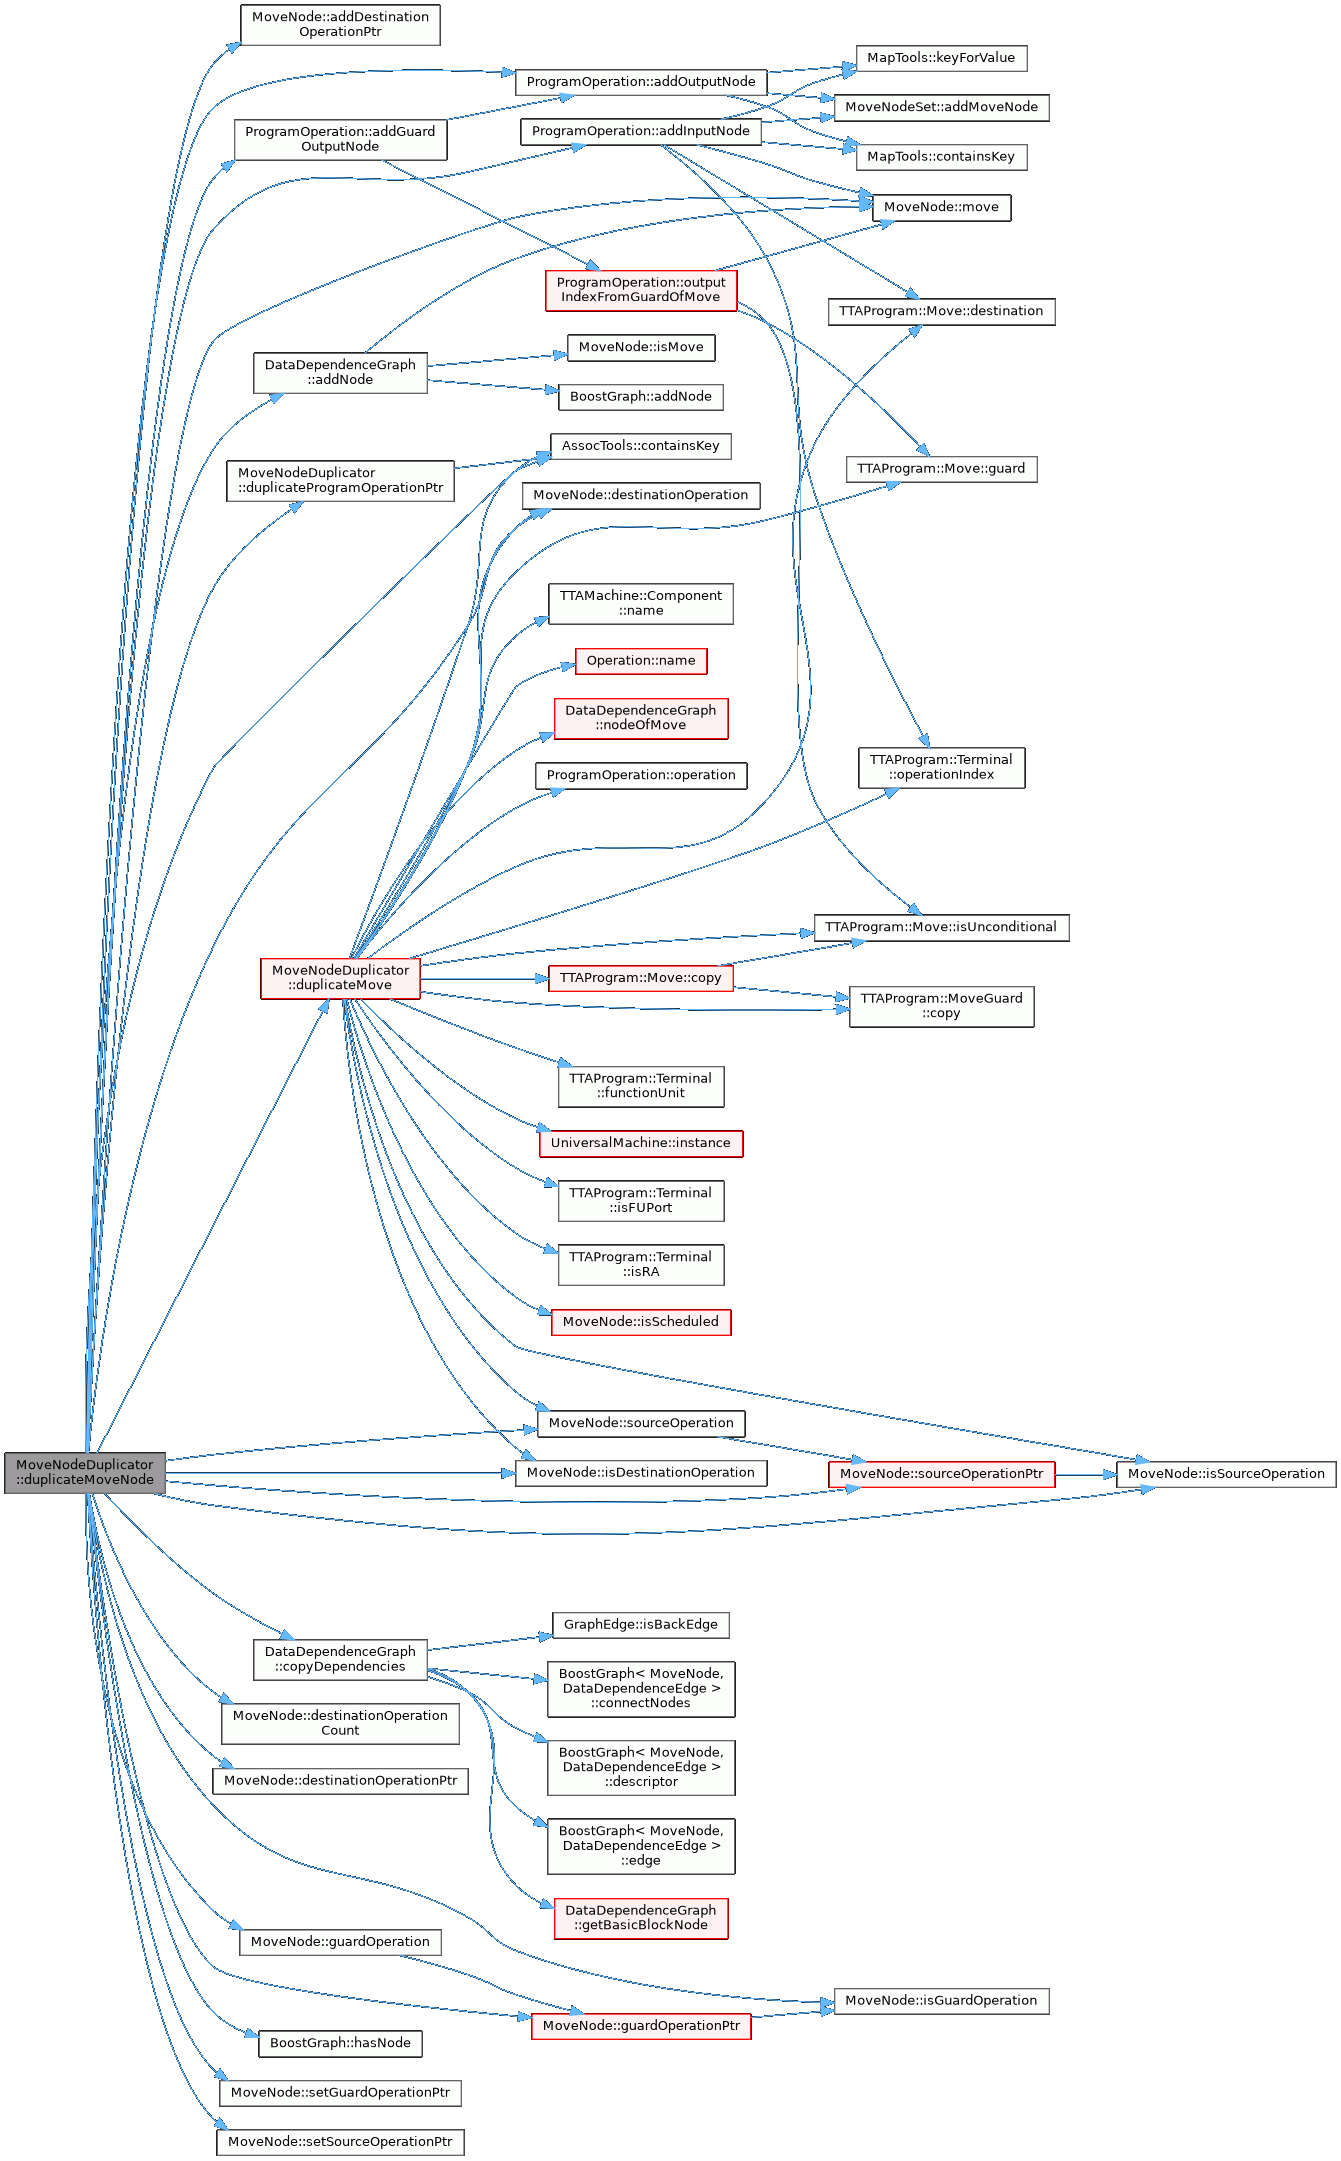 MoveNode::addDestination
OperationPtr
MapTools::keyForValue
ProgramOperation::addOutputNode
MoveNodeSet::addMoveNode
ProgramOperation::addGuard
OutputNode
ProgramOperation::addInputNode
MapTools::containsKey
MoveNode::move
ProgramOperation::output
IndexFromGuardOfMove
TTAProgram::Move::destination
MoveNode::isMove
DataDependenceGraph
::addNode
BoostGraph::addNode
AssocTools::containsKey
TTAProgram::Move::guard
MoveNodeDuplicator
::duplicateProgramOperationPtr
MoveNode::destinationOperation
TTAMachine::Component
::name
Operation::name
DataDependenceGraph
::nodeOfMove
TTAProgram::Terminal
::operationIndex
ProgramOperation::operation
TTAProgram::Move::isUnconditional
MoveNodeDuplicator
::duplicateMove
TTAProgram::Move::copy
TTAProgram::MoveGuard
::copy
TTAProgram::Terminal
::functionUnit
UniversalMachine::instance
TTAProgram::Terminal
::isFUPort
TTAProgram::Terminal
::isRA
MoveNode::isScheduled
MoveNode::sourceOperation
MoveNodeDuplicator
::duplicateMoveNode
MoveNode::isDestinationOperation
MoveNode::sourceOperationPtr
MoveNode::isSourceOperation
GraphEdge::isBackEdge
DataDependenceGraph
::copyDependencies
BoostGraph< MoveNode,
DataDependenceEdge >
::connectNodes
MoveNode::destinationOperation
Count
BoostGraph< MoveNode,
DataDependenceEdge >
::descriptor
MoveNode::destinationOperationPtr
BoostGraph< MoveNode,
DataDependenceEdge >
::edge
DataDependenceGraph
::getBasicBlockNode
MoveNode::guardOperation
MoveNode::isGuardOperation
MoveNode::guardOperationPtr
BoostGraph::hasNode
MoveNode::setGuardOperationPtr
MoveNode::setSourceOperationPtr